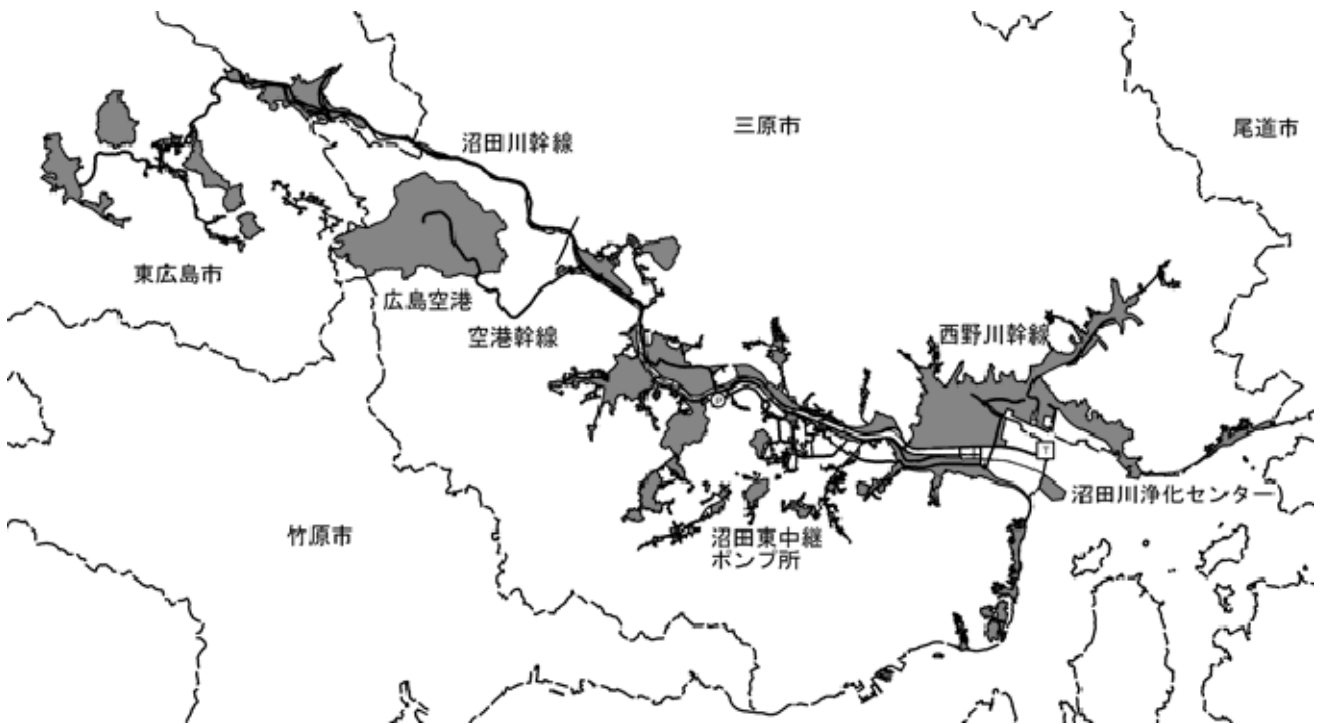 三原市
尾道市
沼田川幹線
東広島市
広島空港
空港幹線
西野川幹線
沼田川浄化センター
竹原市
沼田東中継
ポンプ所